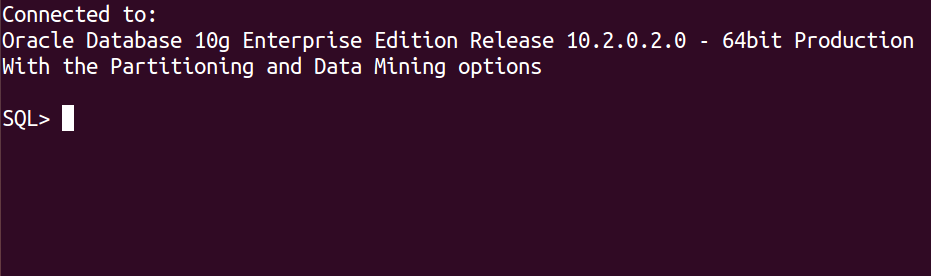 Connected to:
Oracle Database 10g Enterprise Edition Release 10.2.0.2.0 - 64bit Production
With the Partitioning and Data Mining options
SQL>